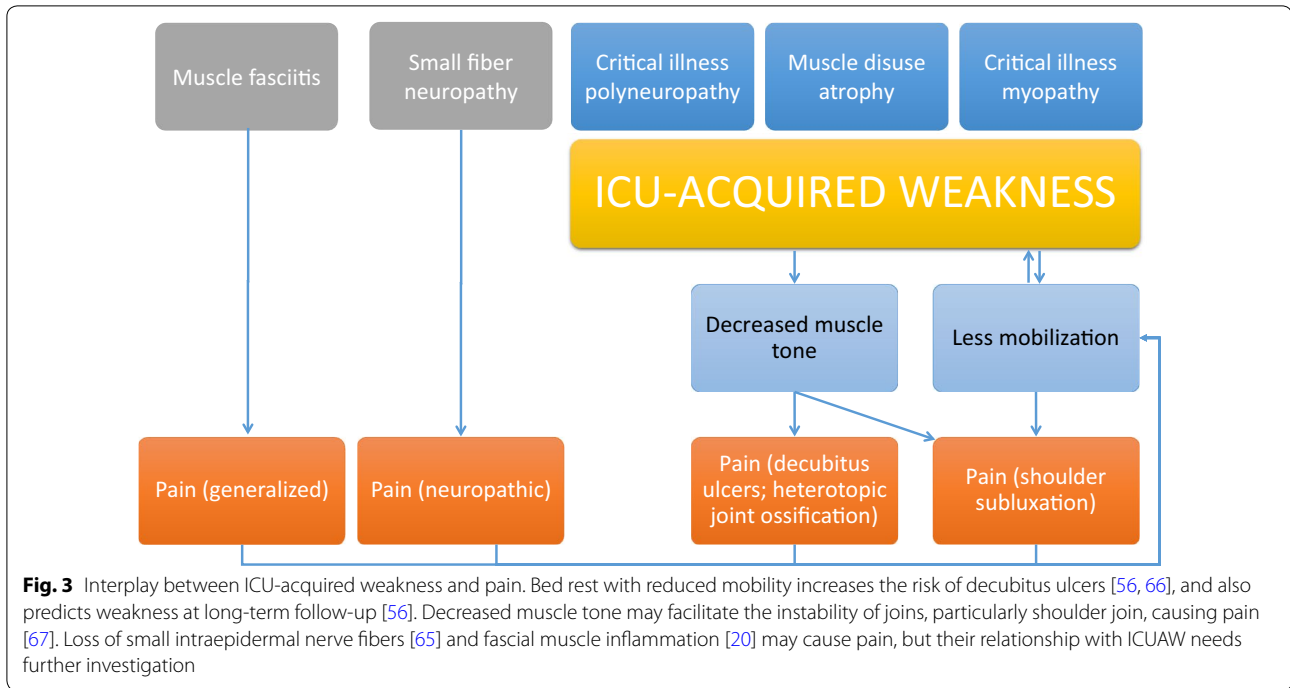 Muscle fasciitis
Small fiber
neuropathy
Critical illness
polyneuropathy
Muscle disuse
atrophy
Critical illness
myopathy
ICU-ACQUIRED WEAKNESS
Decreased muscle
tone
Less mobilization
Pain (generalized)
Pain (neuropathic)
Pain (decubitus
ulcers; heterotopic
joint ossification)
Pain (shoulder
subluxation)
Fig. 3 Interplay between ICU-acquired weakness and pain. Bed rest with reduced mobility increases the risk of decubitus ulcers [56, 66], and also
predicts weakness at long-term follow-up [56]. Decreased muscle tone may facilitate the instability of joins, particularly shoulder join, causing pain
[67]. Loss of small intraepidermal nerve fibers [65] and fascial muscle inflammation [20] may cause pain, but their relationship with ICUAW needs
further investigation